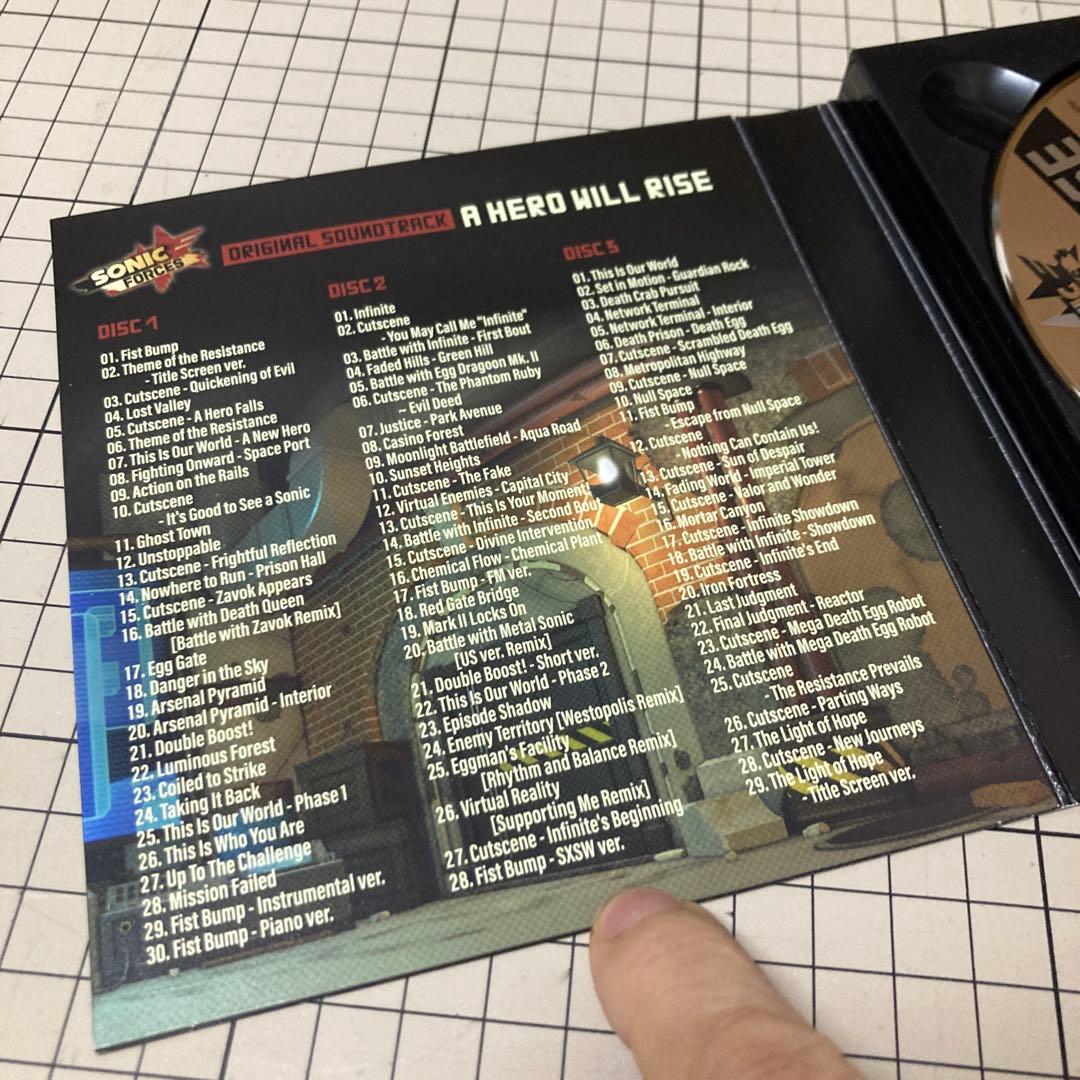 SONIC
FORCES
ORIGINAL SOUNDTRACK A HERO WILL RISE
DISC 1
01. Fist Bump
02. Theme of the Resistance
- Title Screen ver.
03. Cutscene - Quickening of Evil
04. Lost Valley
05. Cutscene - A Hero Falls
06. Theme of the Resistance
07. This Is Our World - A New Hero
08. Fighting Onward - Space Port
09. Action on the Rails
10. Cutscene
- It's Good to See a Sonic
11. Ghost Town
12. Unstoppable
13. Cutscene - Frightful Reflection
14. Nowhere to Run - Prison Hall
15. Cutscene - Zavok Appears
16. Battle with Death Queen
[Battle with Zavok Remix]
17. Egg Gate
18. Danger in the Sky
19. Arsenal Pyramid
20. Arsenal Pyramid - Interior
21. Double Boost!
22. Luminous Forest
23. Coiled to Strike
24. Taking It Back
25. This Is Our World - Phase 1
26. This Is Who You Are
27. Up To The Challenge
28. Mission Failed
29. Fist Bump - Instrumental ver.
30. Fist Bump - Piano ver.
DISC 2
01. Infinite
02. Cutscene
- You May Call Me "Infinite"
03. Battle with Infinite - First Bout
04. Faded Hills - Green Hill
05. Battle with Egg Dragoon Mk. II
06. Cutscene - The Phantom Ruby
~ Evil Deed
07. Justice - Park Avenue
08. Casino Forest
09. Moonlight Battlefield - Aqua Road
10. Sunset Heights
11. Cutscene - The Fake
12. Virtual Enemies - Capital City
13. Cutscene - This Is Your Moment
14. Battle with Infinite - Second Bout
15. Cutscene - Divine Intervention
16. Chemical Flow - Chemical Plant
17. Fist Bump - FM ver.
18. Red Gate Bridge
19. Mark II Locks On
20. Battle with Metal Sonic
[US ver. Remix]
21. Double Boost! - Short ver.
22. This Is Our World - Phase 2
23. Episode Shadow
24. Enemy Territory [Westopolis Remix]
25. Eggman's Facility
[Rhythm and Balance Remix]
26. Virtual Reality
[Supporting Me Remix]
27. Cutscene - Infinite's Beginning
28. Fist Bump - SXSW ver.
DISC 3
01. This Is Our World
02. Set in Motion - Guardian Rock
03. Death Crab Pursuit
04. Network Terminal
05. Network Terminal - Interior
06. Death Prison - Death Egg
07. Cutscene - Scrambled Death Egg
08. Metropolitan Highway
09. Cutscene - Null Space
10. Null Space
11. Fist Bump
- Escape from Null Space
12. Cutscene
- Nothing Can Contain Us!
13. Cutscene - Sun of Despair
14. Fading World - Imperial Tower
15. Cutscene - Valor and Wonder
16. Mortar Canyon
17. Cutscene - Infinite Showdown
18. Battle with Infinite - Showdown
19. Cutscene - Infinite's End
20. Iron Fortress
21. Last Judgment
22. Final Judgment - Reactor
23. Cutscene - Mega Death Egg Robot
24. Battle with Mega Death Egg Robot
25. Cutscene
- The Resistance Prevails
26. Cutscene - Parting Ways
27. The Light of Hope
28. Cutscene - New Journeys
29. The Light of Hope
- Title Screen ver.